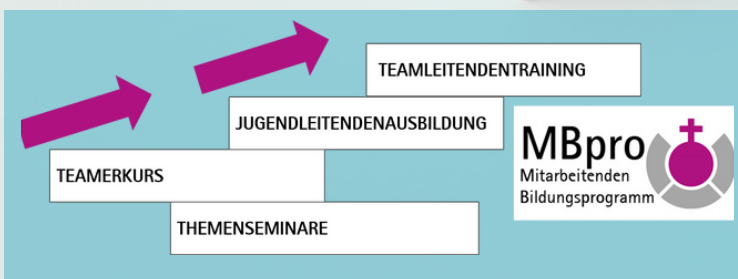 TEAMLEITENDENTRAINING
JUGENDLEITENDENAUSBILDUNG
TEAMERKURS
THEMENSEMINARE
MBpro
Mitarbeitenden
Bildungsprogramm